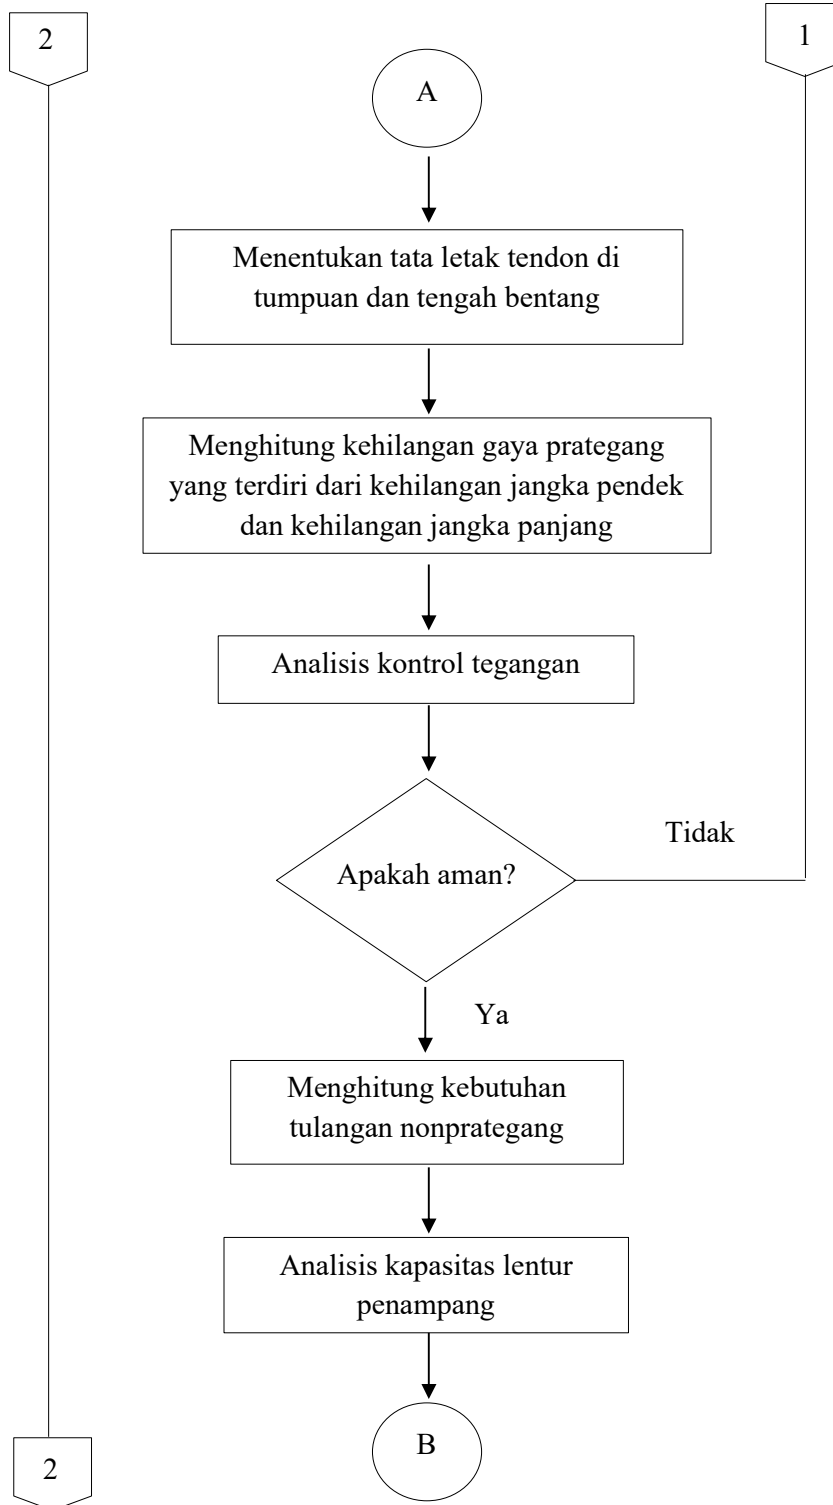 2
1
A
Menentukan tata letak tendon di
tumpuan dan tengah bentang
Menghitung kehilangan gaya prategang
yang terdiri dari kehilangan jangka pendek
dan kehilangan jangka panjang
Analisis kontrol tegangan
Tidak
Apakah aman?
Ya
Menghitung kebutuhan
tulangan nonprategang
Analisis kapasitas lentur
penampang
B
2